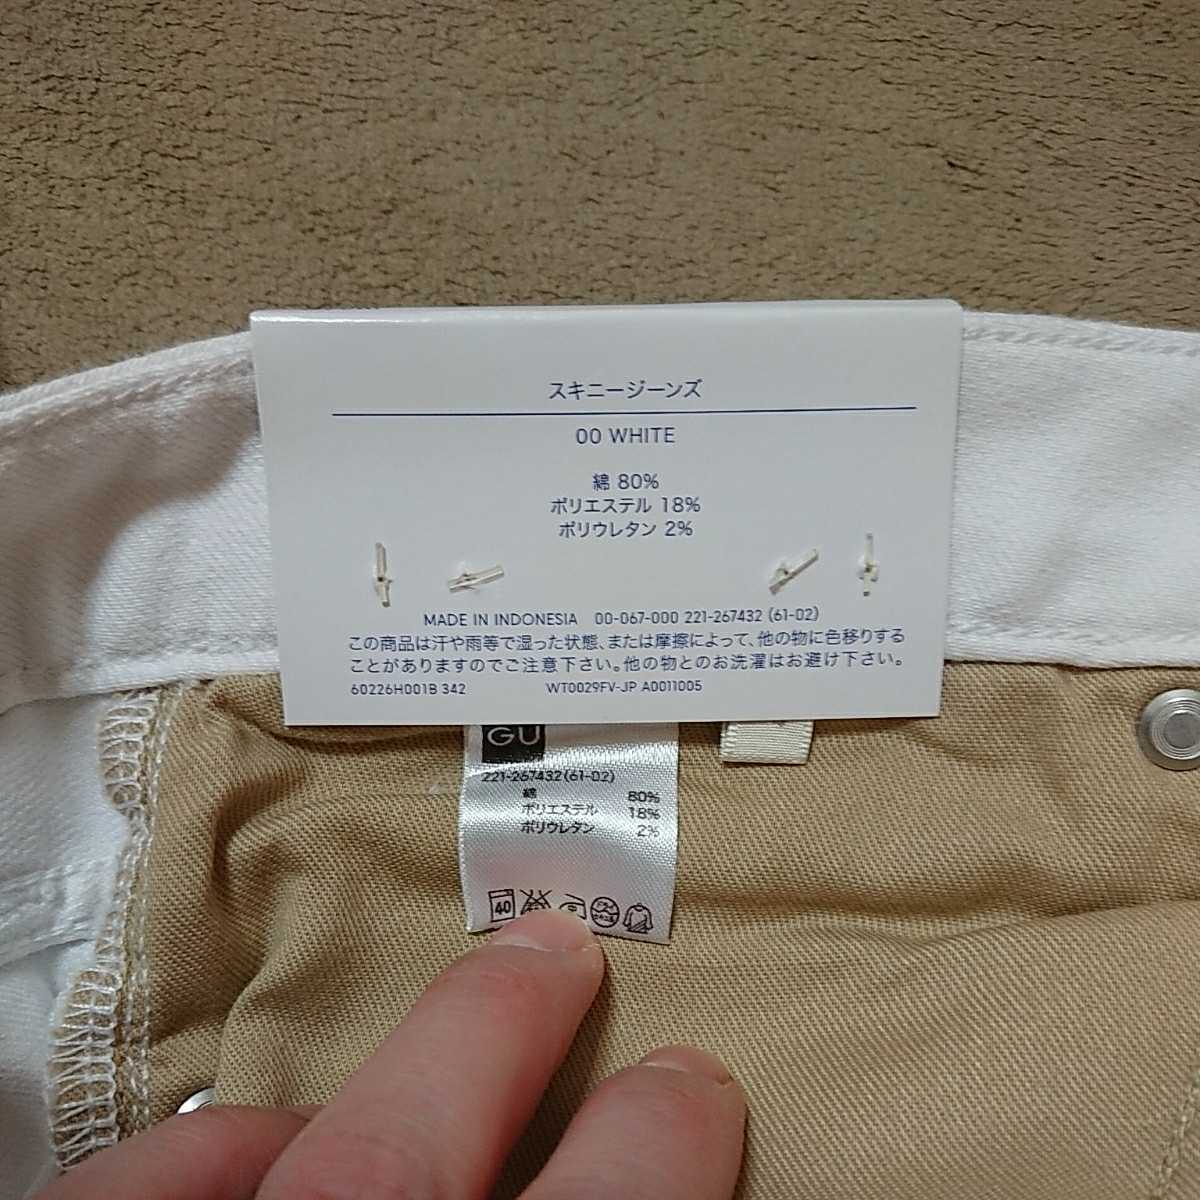 スキニージーンズ
00 WHITE
綿 80%
ポリエステル 18%
ポリウレタン 2%
MADE IN INDONESIA 00-067-000 221-267432 (61-02)
この商品は汗や雨等で湿った状態、または摩擦によって、他の物に色移りする
ことがありますのでご注意下さい。他の物とのお洗濯はお避け下さい。
60226H001B 342 WT0029FV-JP A0011005
GU
221-267432(61-02)
綿 80%
ポリエステル 18%
ポリウレタン 2%
40